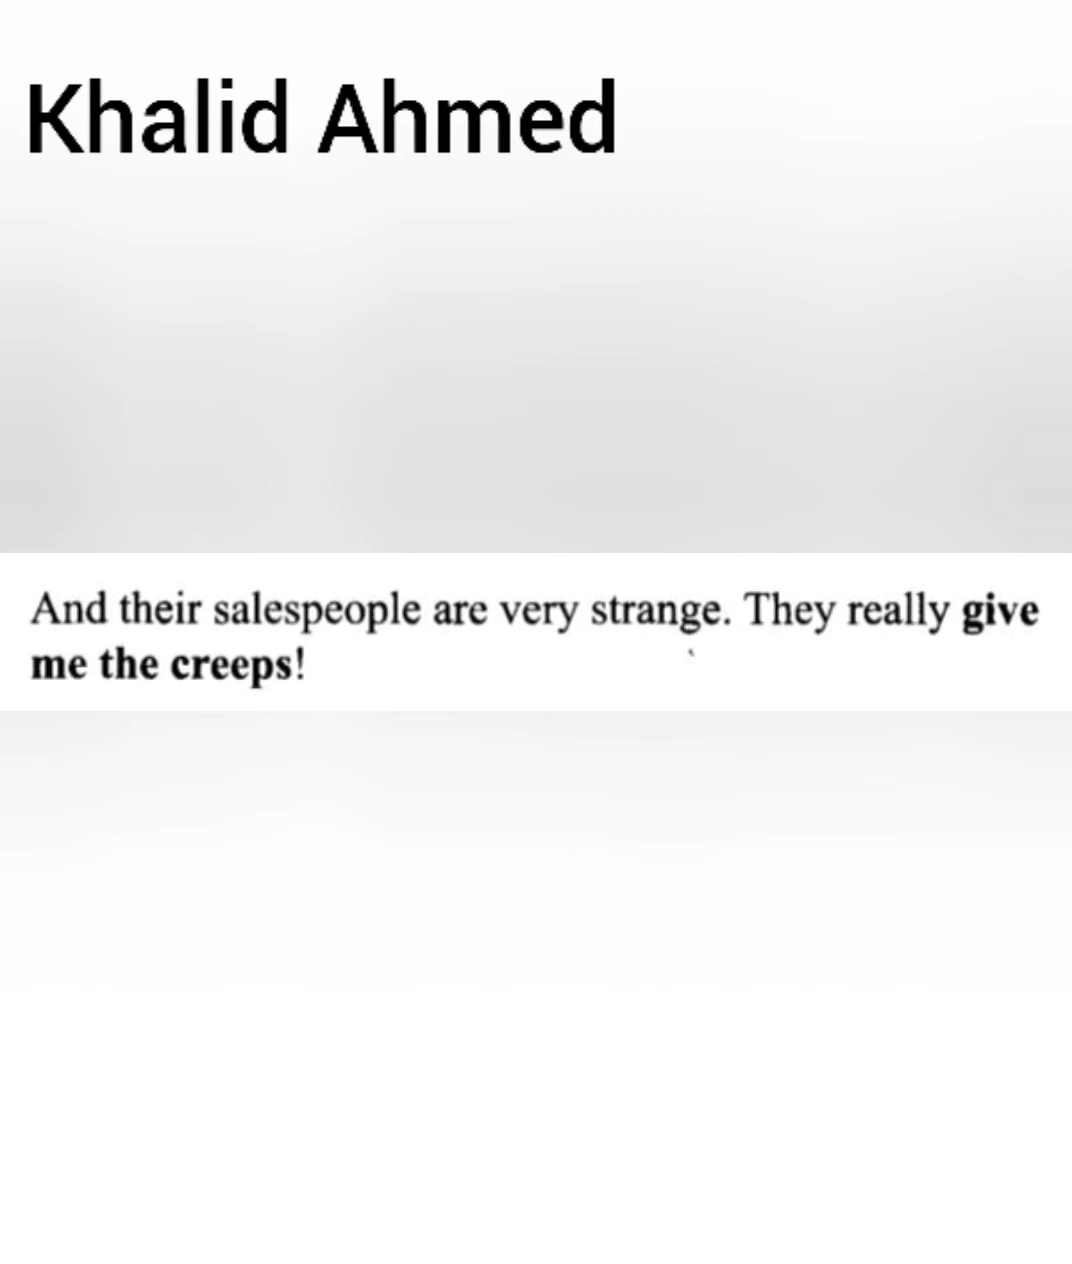 Khalid Ahmed
And their salespeople are very strange. They really give
me the creeps!